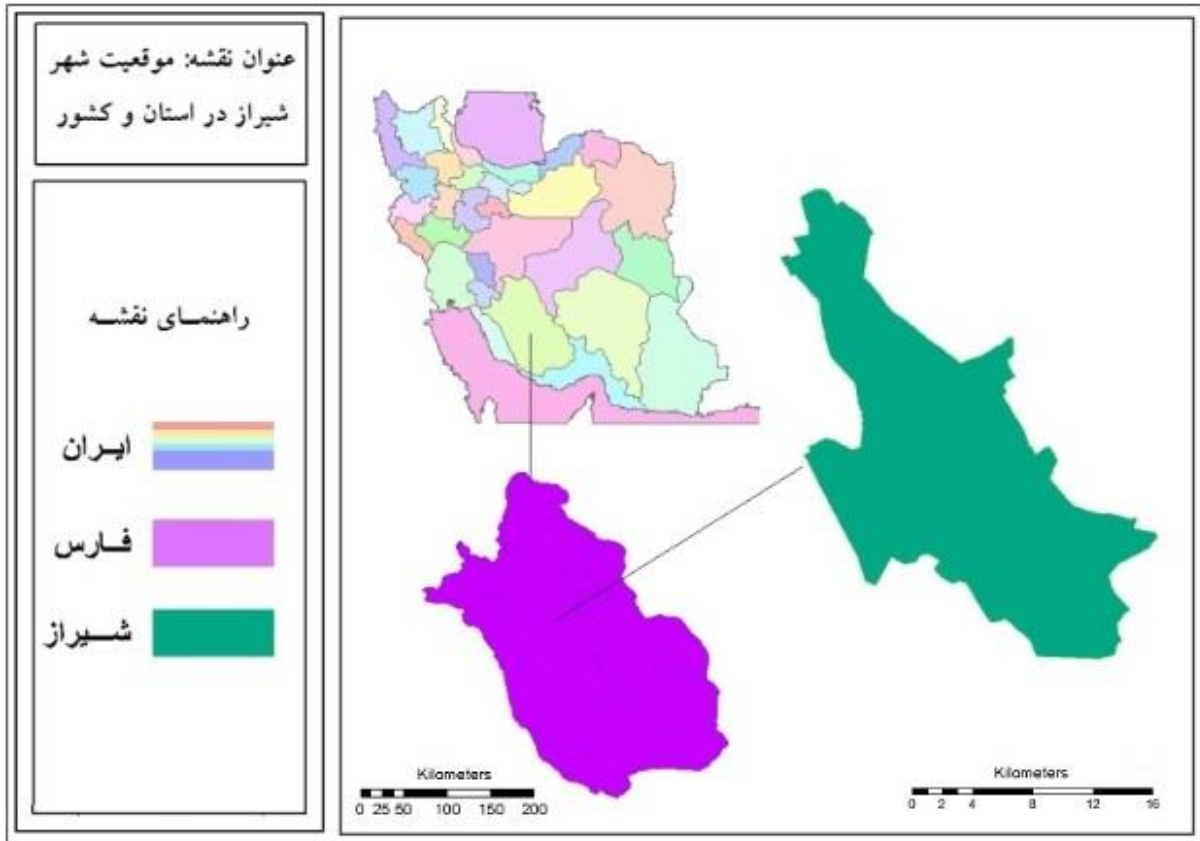 عنوان نقشه: موقعیت شهر
شیراز در استان و کشور
راهنمـای نقشـه
ایـران
فـارس
شـیراز
Kilometers
0 25 50 100 150 200
Kilometers
0 2 4 8 12 16